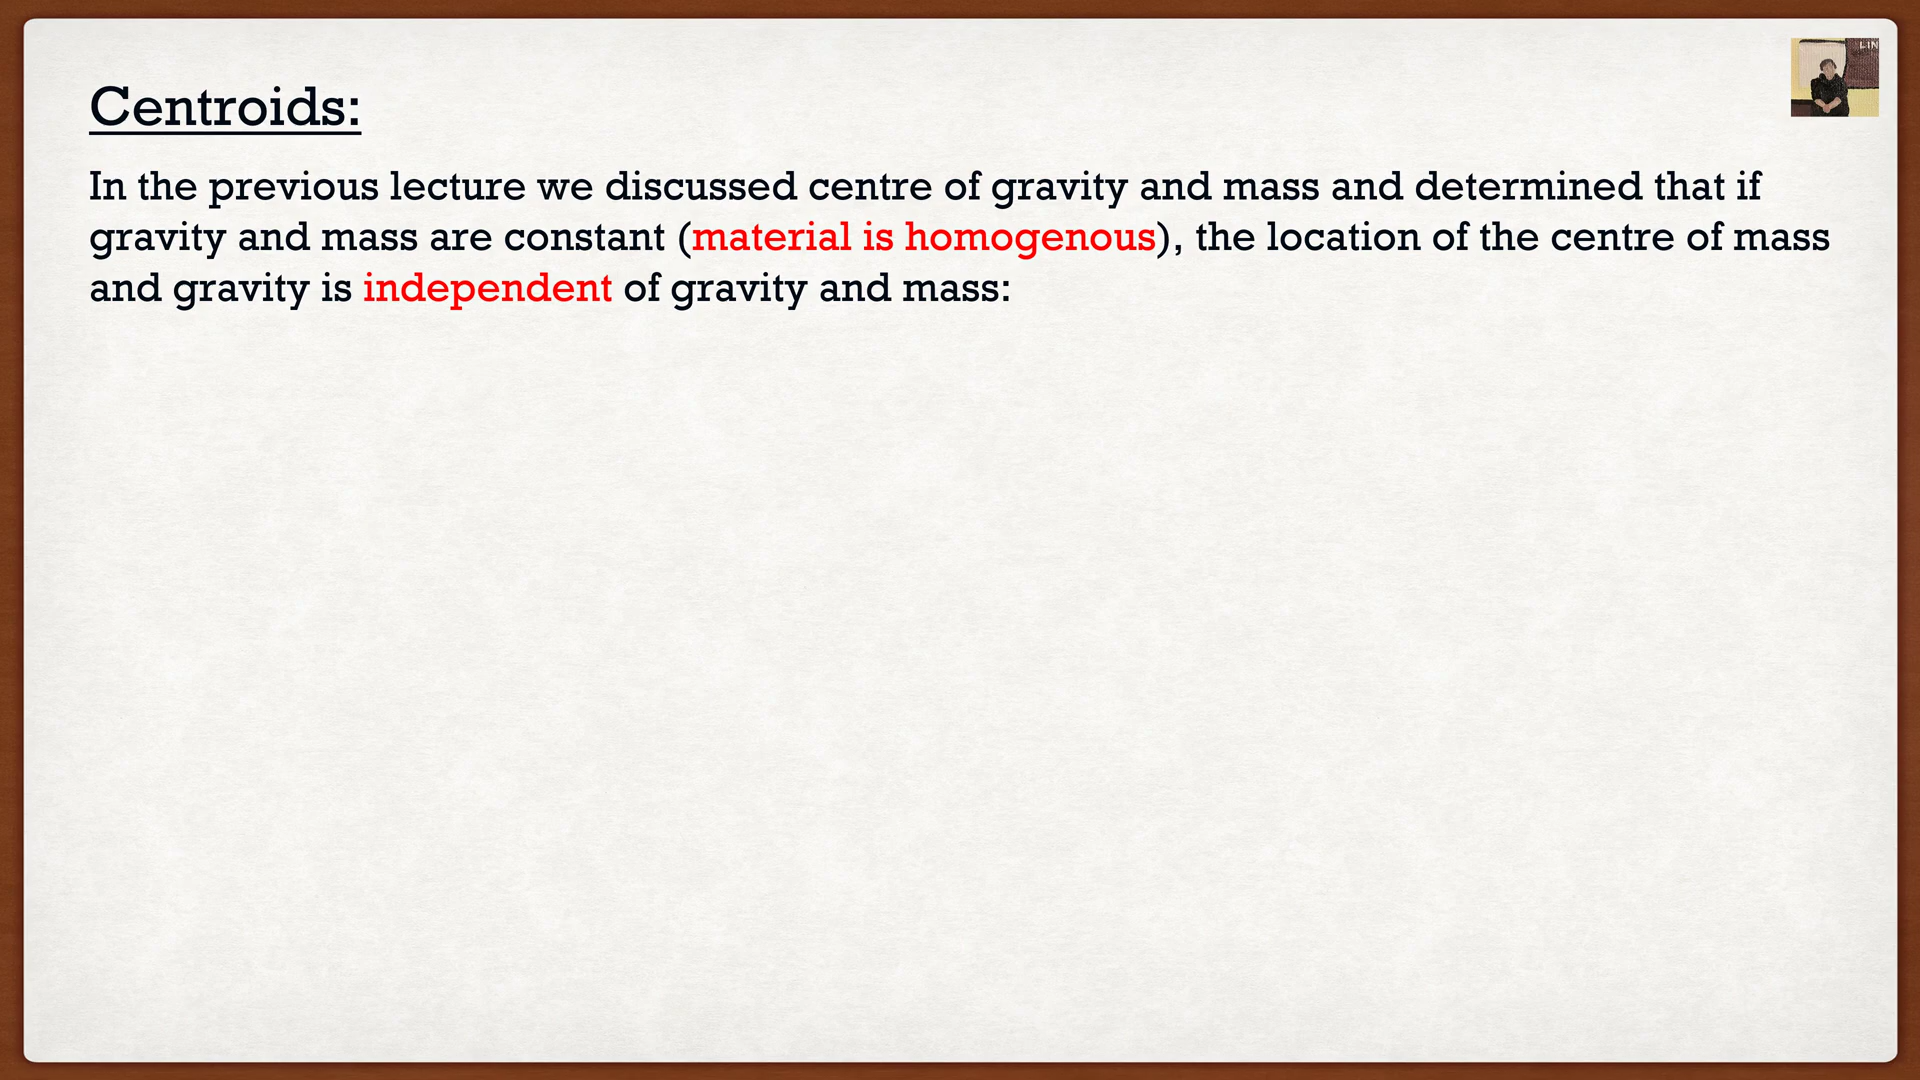 LIN
Centroids:
In the previous lecture we discussed centre of gravity and mass and determined that if
gravity and mass are constant (material is homogenous), the location of the centre of mass
and gravity is independent of gravity and mass: